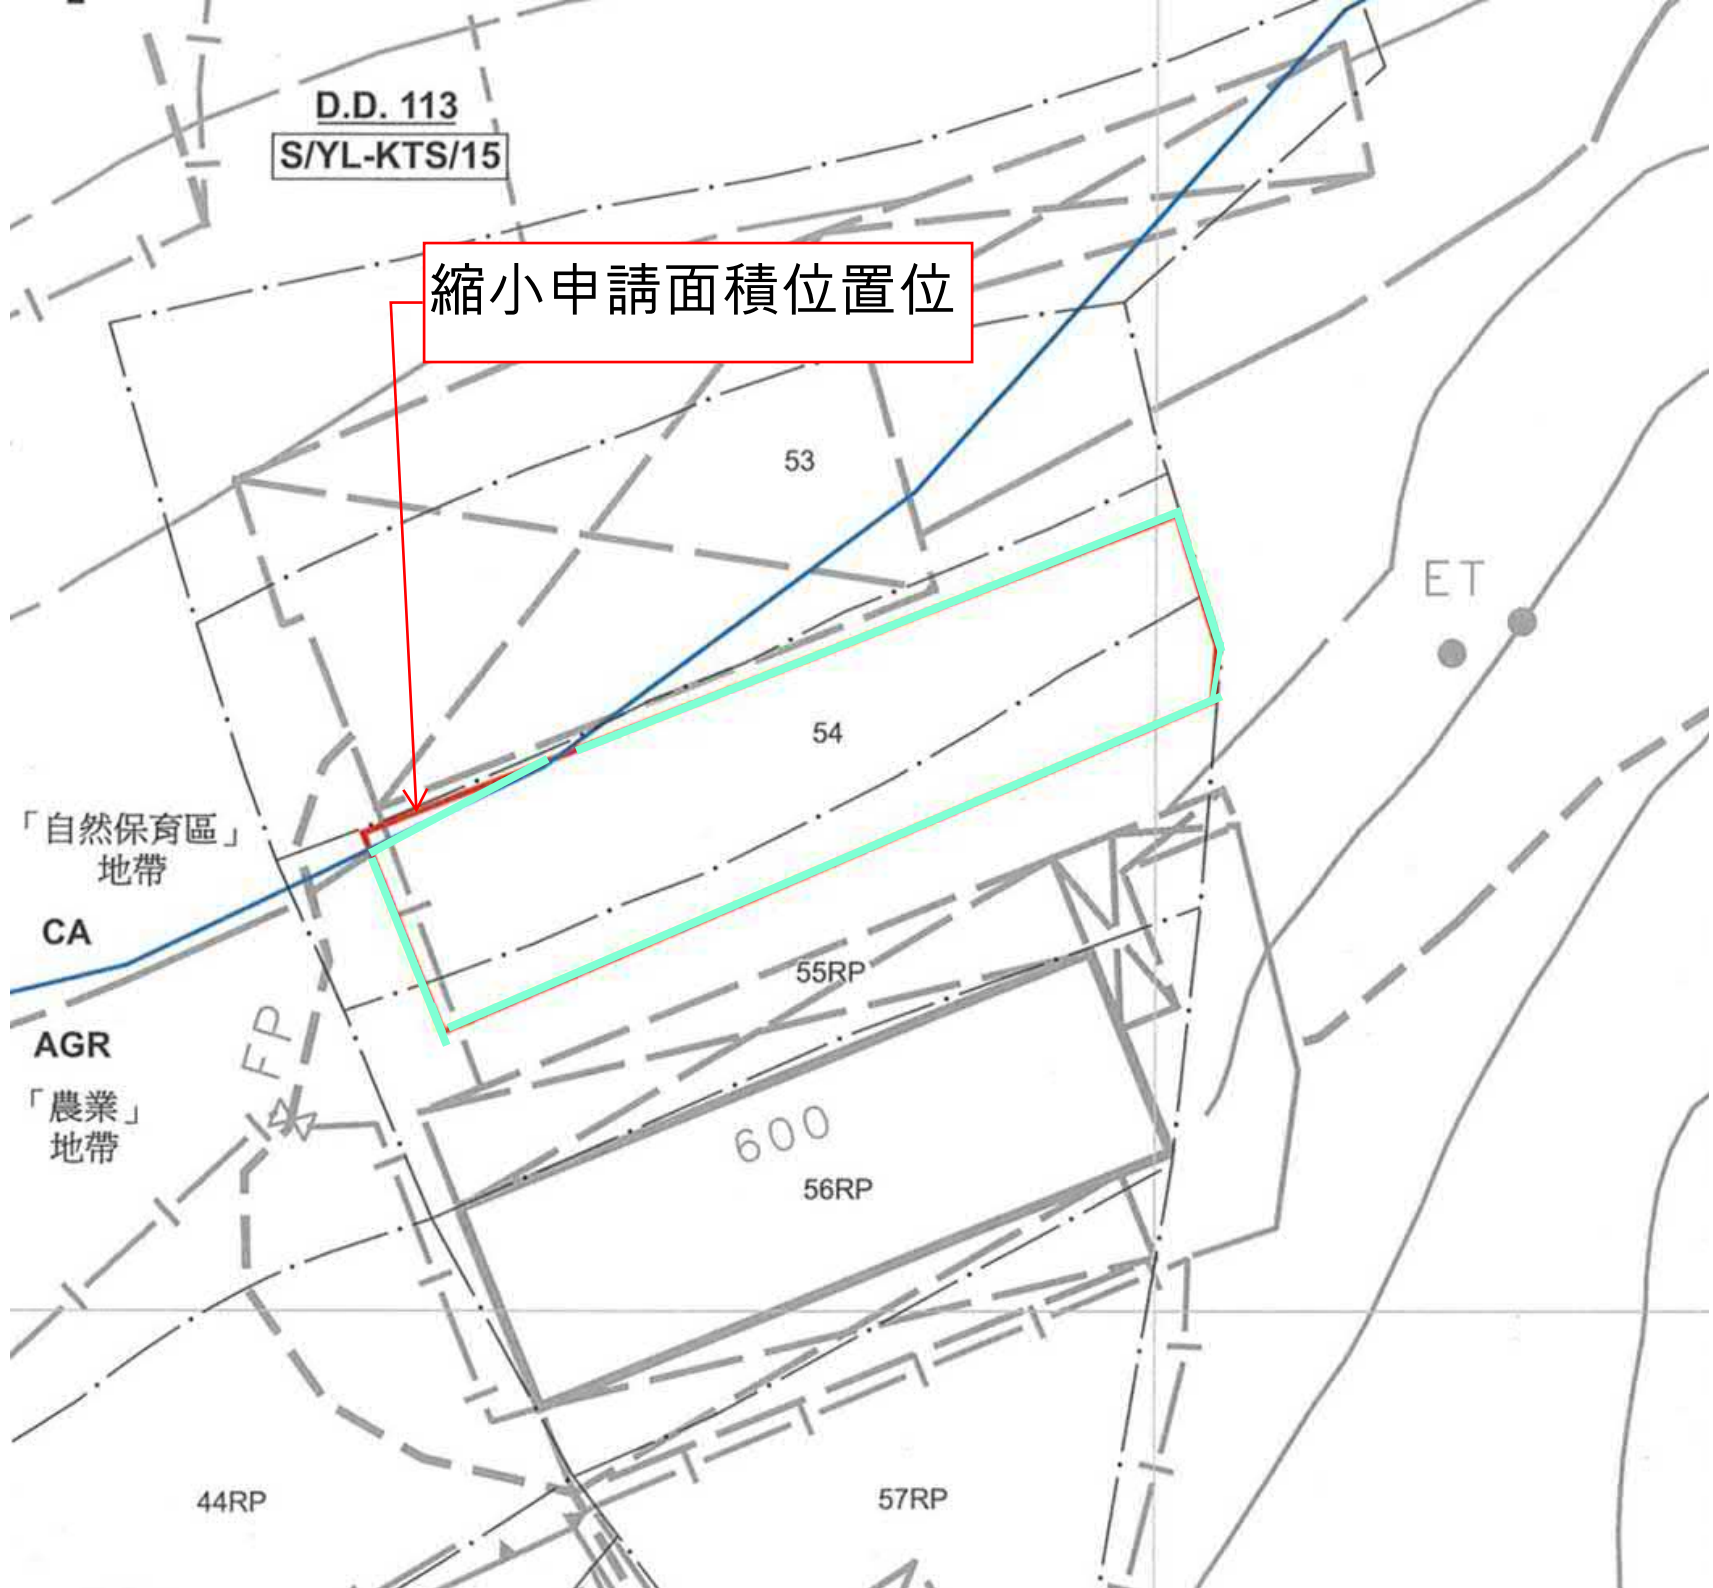 D.D. 113
S/YL-KTS/15
縮小申請面積位置位
53
ET
54
「自然保育區」
地帶
CA
55RP
AGR
FP
「農業」
地帶
600
56RP
44RP
57RP